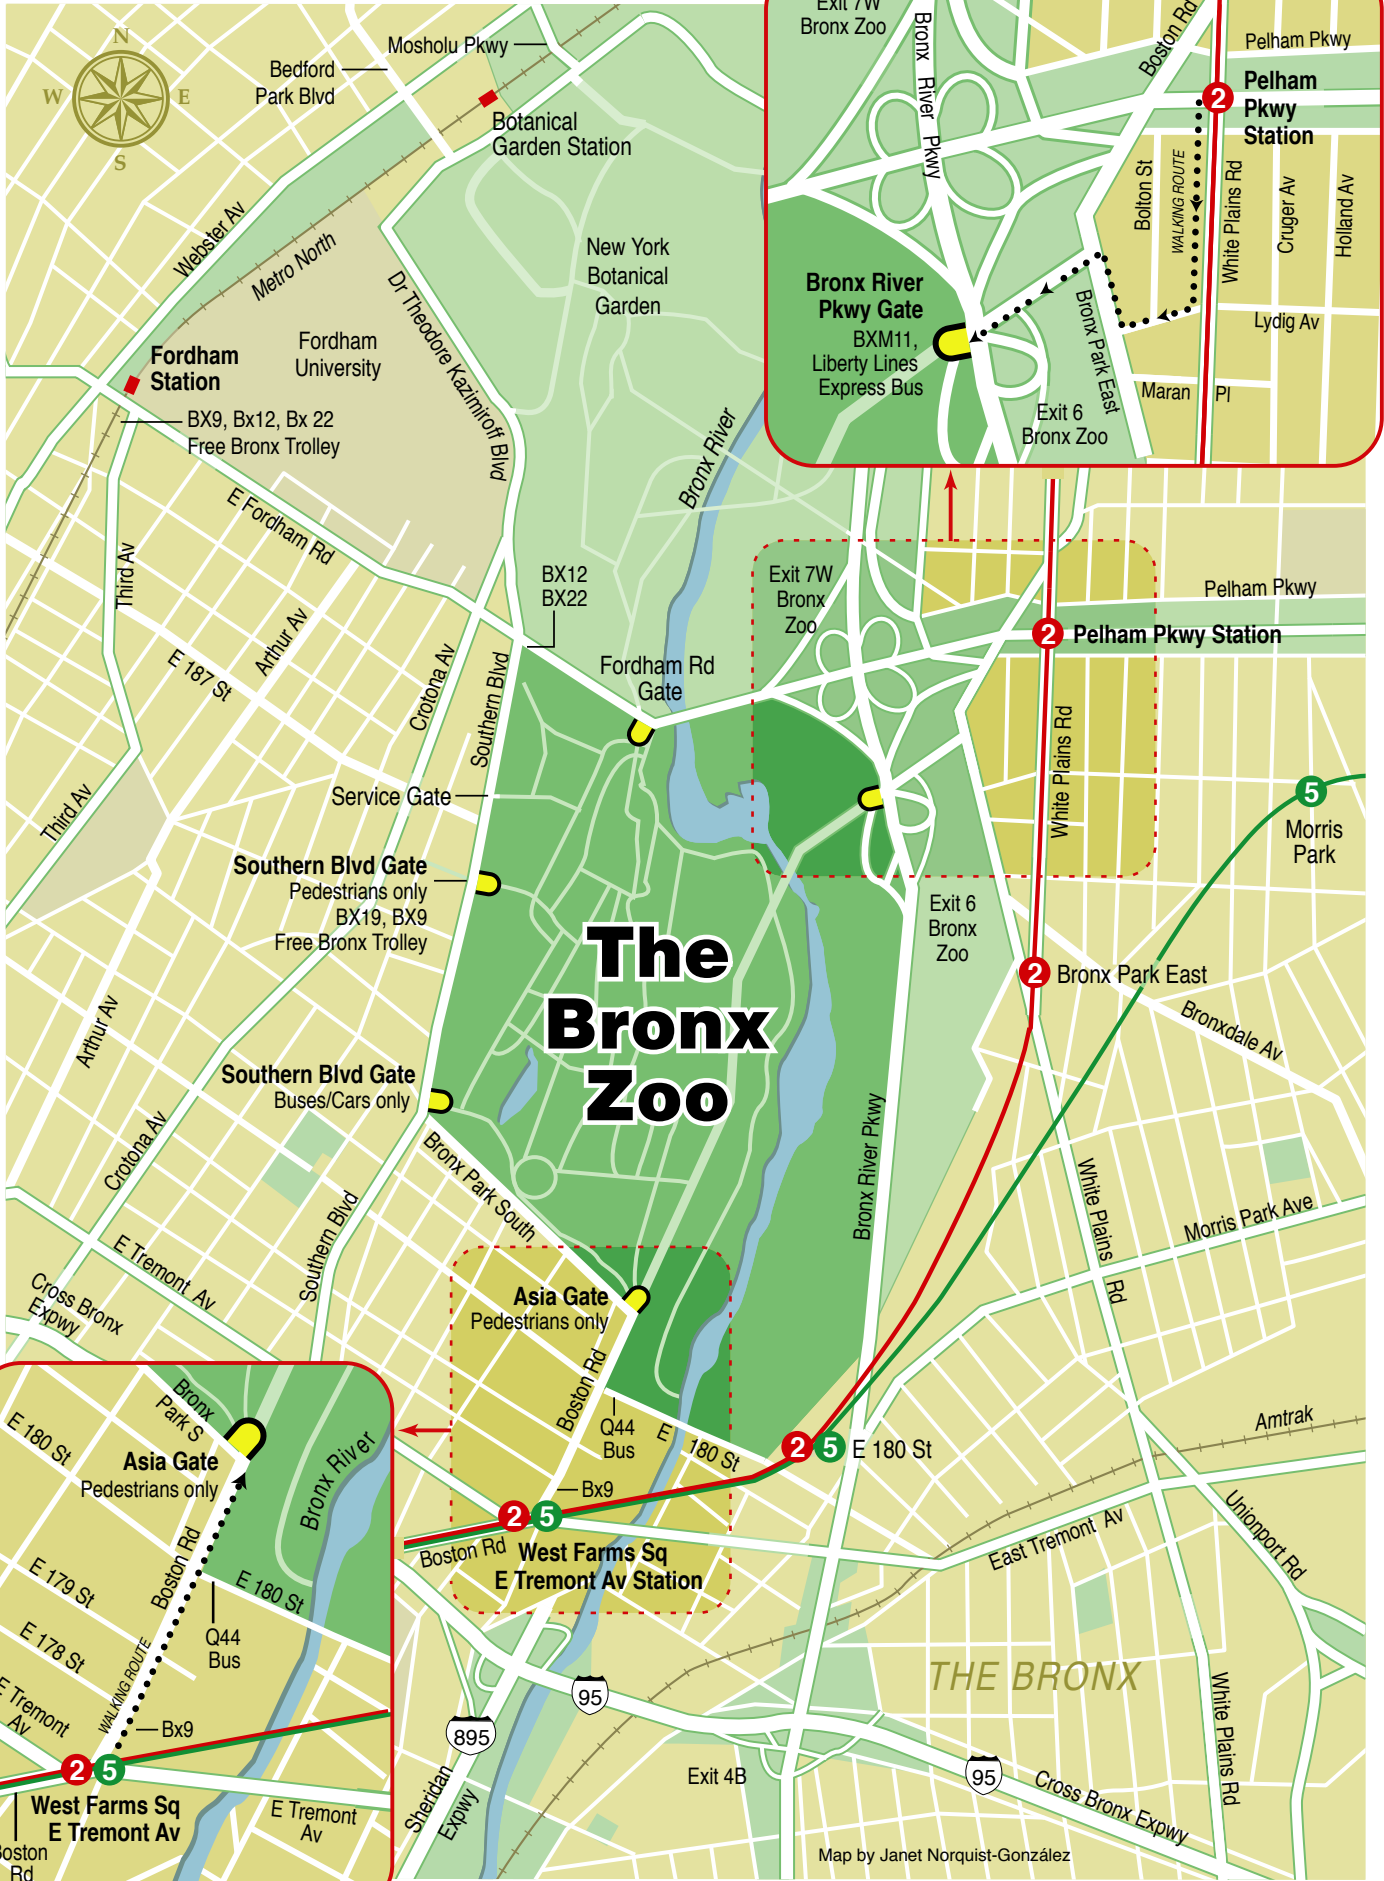 N
W
E
S
Mosholu Pkwy
Bedford
Park Blvd
Botanical
Garden Station
Webster Av
Metro North
Dr Theodore Kazimiroff Blvd
New York
Botanical
Garden
Fordham
University
Fordham
Station
BX9, Bx12, Bx 22
Free Bronx Trolley
E Fordham Rd
Third Av
Arthur Av
E 187 St
Crotona Av
Southern Blvd
BX12
BX22
Bronx River
Fordham Rd
Gate
Exit 7W
Bronx Zoo
Bronx River Pkwy
Boston Rd
Pelham Pkwy
2
Pelham
Pkwy
Station
Bolton St
WALKING ROUTE
White Plains Rd
Cruger Av
Holland Av
Bronx River
Pkwy Gate
BXM11,
Liberty Lines
Express Bus
Bronx Park East
Lydig Av
Maran Pl
Exit 6
Bronx Zoo
Exit 7W
Bronx
Zoo
Pelham Pkwy
2
Pelham Pkwy Station
White Plains Rd
5
Morris
Park
Third Av
Service Gate
Southern Blvd Gate
Pedestrians only
BX19, BX9
Free Bronx Trolley
The
Bronx
Zoo
Exit 6
Bronx
Zoo
2
Bronx Park East
Bronxdale Av
Arthur Av
Southern Blvd Gate
Buses/Cars only
Crotona Av
Bronx Park South
Bronx River Pkwy
White Plains Rd
Morris Park Ave
Southern Blvd
E Tremont Av
Cross Bronx
Expwy
Asia Gate
Pedestrians only
Boston Rd
Q44
Bus
E 180 St
2
5
E 180 St
Amtrak
Bx9
2
5
Boston Rd
West Farms Sq
E Tremont Av Station
East Tremont Av
Unionport Rd
Bronx
Park S
E 180 St
Asia Gate
Pedestrians only
Bronx River
Boston Rd
E 179 St
E 180 St
E 178 St
Q44
Bus
WALKING ROUTE
E Tremont
Av
Bx9
2
5
West Farms Sq
E Tremont Av
E Tremont
Av
Boston
Rd
95
895
THE BRONX
White Plains Rd
Exit 4B
95
Sheridan
Expwy
Cross Bronx Expwy
Map by Janet Norquist-González